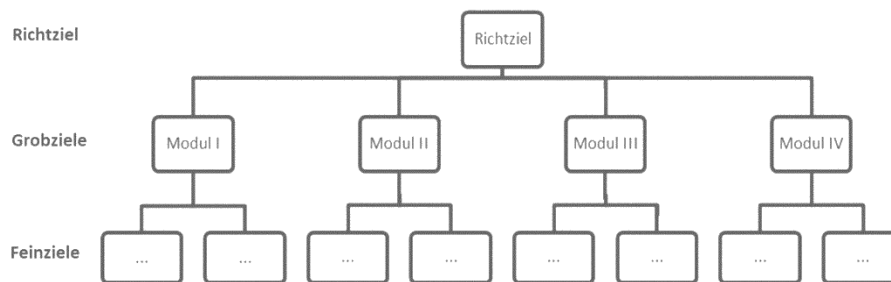 Richtziel
Richtziel
Grobziele
Modul I
Modul II
Modul III
Modul IV
Feinziele
...
...
...
...
...
...
...
...